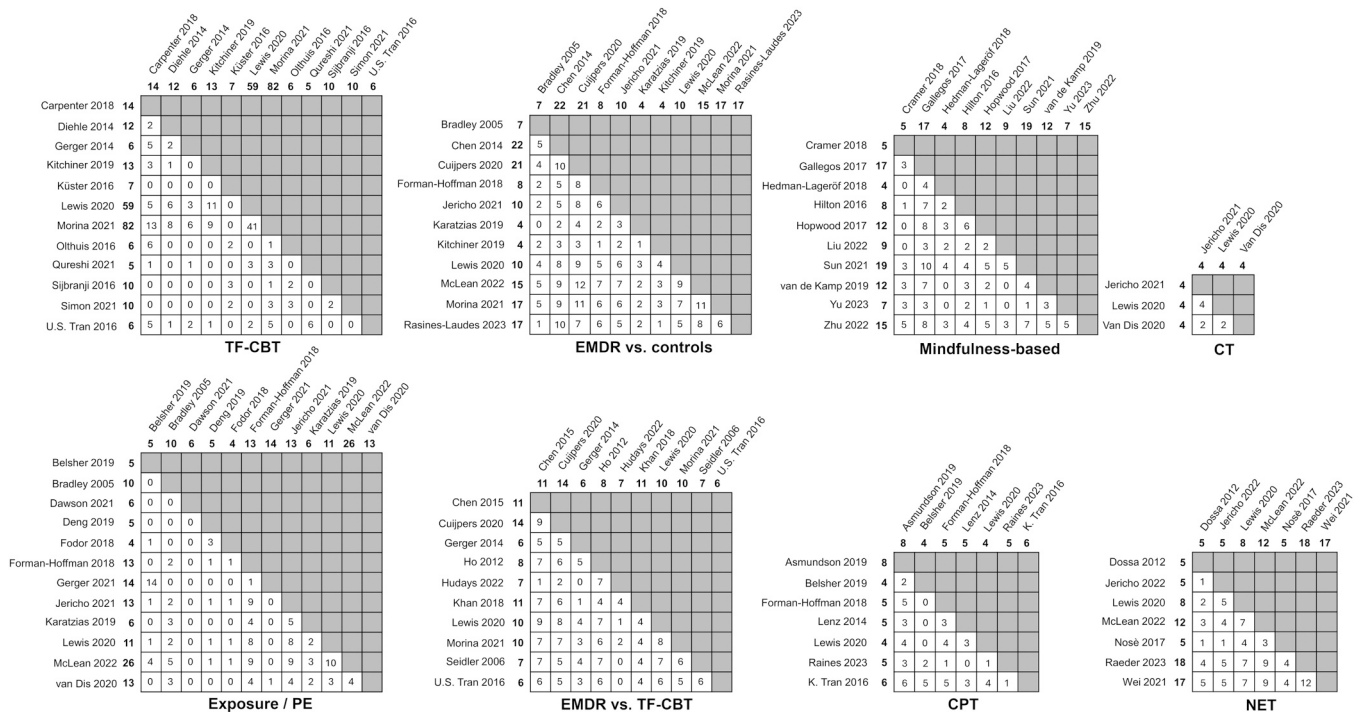 Carpenter 2018
Diehle 2014
Gerger 2014
Kitchiner 2019
Küster 2016
Lewis 2020
Morina 2021
Olthuis 2016
Qureshi 2021
Sijbranji 2016
Simon 2021
U.S. Tran 2016
14 12 6 13 7 59 82 6 5 10 10 6
Carpenter 2018 14
Diehle 2014 12 2
Gerger 2014 6 5 2
Kitchiner 2019 13 3 1 0
Küster 2016 7 0 0 0 0
Lewis 2020 59 5 6 3 11 0
Morina 2021 82 13 8 6 9 0 41
Olthuis 2016 6 0 0 0 0 2 0 1
Qureshi 2021 5 1 0 1 0 0 3 3 0
Sijbranji 2016 10 0 0 0 0 3 0 1 2 0
Simon 2021 10 0 0 0 0 2 0 3 3 0 2
U.S. Tran 2016 6 5 1 2 1 0 2 5 0 6 0 0
TF-CBT
Bradley 2005
Chen 2014
Cuijpers 2020
Forman-Hoffman 2018
Jericho 2021
Karatzias 2019
Kitchiner 2019
Lewis 2020
McLean 2022
Morina 2021
Rasines-Laudes 2023
7 22 21 8 10 4 4 10 15 17 17
Bradley 2005 7
Chen 2014 22 5
Cuijpers 2020 21 4 10
Forman-Hoffman 2018 8 2 5 8
Jericho 2021 10 2 5 8 6
Karatzias 2019 4 0 2 4 2 3
Kitchiner 2019 4 2 3 3 1 2 1
Lewis 2020 10 4 8 9 5 6 3 4
McLean 2022 15 5 9 12 7 7 2 3 9
Morina 2021 17 5 9 11 6 6 4 3 7 11
Rasines-Laudes 2023 17 1 10 7 6 5 2 1 5 8 6
EMDR vs. controls
Cramer 2018
Gallegos 2017
Hedman-Lageröf 2018
Hilton 2016
Hopwood 2017
Liu 2022
Sun 2021
van de Kamp 2019
Yu 2023
Zhu 2022
5 17 4 8 12 9 19 12 7 15
Cramer 2018 5
Gallegos 2017 17 3
Hedman-Lageröf 2018 4 0 4
Hilton 2016 8 1 7 2
Hopwood 2017 12 0 8 3 6
Liu 2022 9 0 3 2 2 2
Sun 2021 19 3 10 4 4 5 5
van de Kamp 2019 12 3 7 0 3 2 0 4
Yu 2023 7 3 3 0 2 1 0 1 3
Zhu 2022 15 5 8 3 4 5 3 7 5 5
Mindfulness-based
Jericho 2021
Lewis 2020
Van Dis 2020
4 4 4
Jericho 2021 4
Lewis 2020 4 4
Van Dis 2020 4 2 2
CT
Belsher 2019
Bradley 2005
Dawson 2021
Deng 2019
Fodor 2018
Forman-Hoffman 2018
Gerger 2021
Jericho 2021
Karatzias 2019
Lewis 2020
McLean 2022
van Dis 2020
5 10 6 5 4 13 14 13 6 11 26 13
Belsher 2019 5
Bradley 2005 10 0
Dawson 2021 6 0 0
Deng 2019 5 0 0 0
Fodor 2018 4 1 0 0 3
Forman-Hoffman 2018 13 0 2 0 1 1
Gerger 2021 14 14 0 0 0 0 1
Jericho 2021 13 1 2 0 1 1 9 0
Karatzias 2019 6 0 3 0 0 0 4 0 5
Lewis 2020 11 1 2 0 1 1 8 0 8 2
McLean 2022 26 4 5 0 1 1 9 0 9 3 10
van Dis 2020 13 0 3 0 0 0 4 1 4 2 3 4
Exposure / PE
Chen 2015
Cuijpers 2020
Gerger 2014
Ho 2012
Hudays 2022
Khan 2018
Lewis 2020
Morina 2021
Seidler 2006
U.S. Tran 2016
11 14 6 8 7 11 10 10 7 6
Chen 2015 11
Cuijpers 2020 14 9
Gerger 2014 6 5 5
Ho 2012 8 7 6 5
Hudays 2022 7 1 2 0 7
Khan 2018 11 7 6 1 4 4
Lewis 2020 10 9 8 4 7 1 4
Morina 2021 10 7 7 3 6 2 4 8
Seidler 2006 7 7 5 4 7 0 4 7 6
U.S. Tran 2016 6 6 5 3 6 0 4 6 5 6
EMDR vs. TF-CBT
Asmundson 2019
Belsher 2019
Forman-Hoffman 2018
Lenz 2014
Lewis 2020
Raines 2023
K. Tran 2016
8 4 5 5 4 5 6
Asmundson 2019 8
Belsher 2019 4 2
Forman-Hoffman 2018 5 5 0
Lenz 2014 5 3 0 3
Lewis 2020 4 4 0 4 3
Raines 2023 5 3 2 1 0 1
K. Tran 2016 6 6 5 5 3 4 1
CPT
Dossa 2012
Jericho 2022
Lewis 2020
McLean 2022
Nosè 2017
Raeder 2023
Wei 2021
5 5 8 12 5 18 17
Dossa 2012 5
Jericho 2022 5 1
Lewis 2020 8 2 5
McLean 2022 12 3 4 7
Nosè 2017 5 1 1 4 3
Raeder 2023 18 4 5 7 9 4
Wei 2021 17 5 5 7 9 4 12
NET